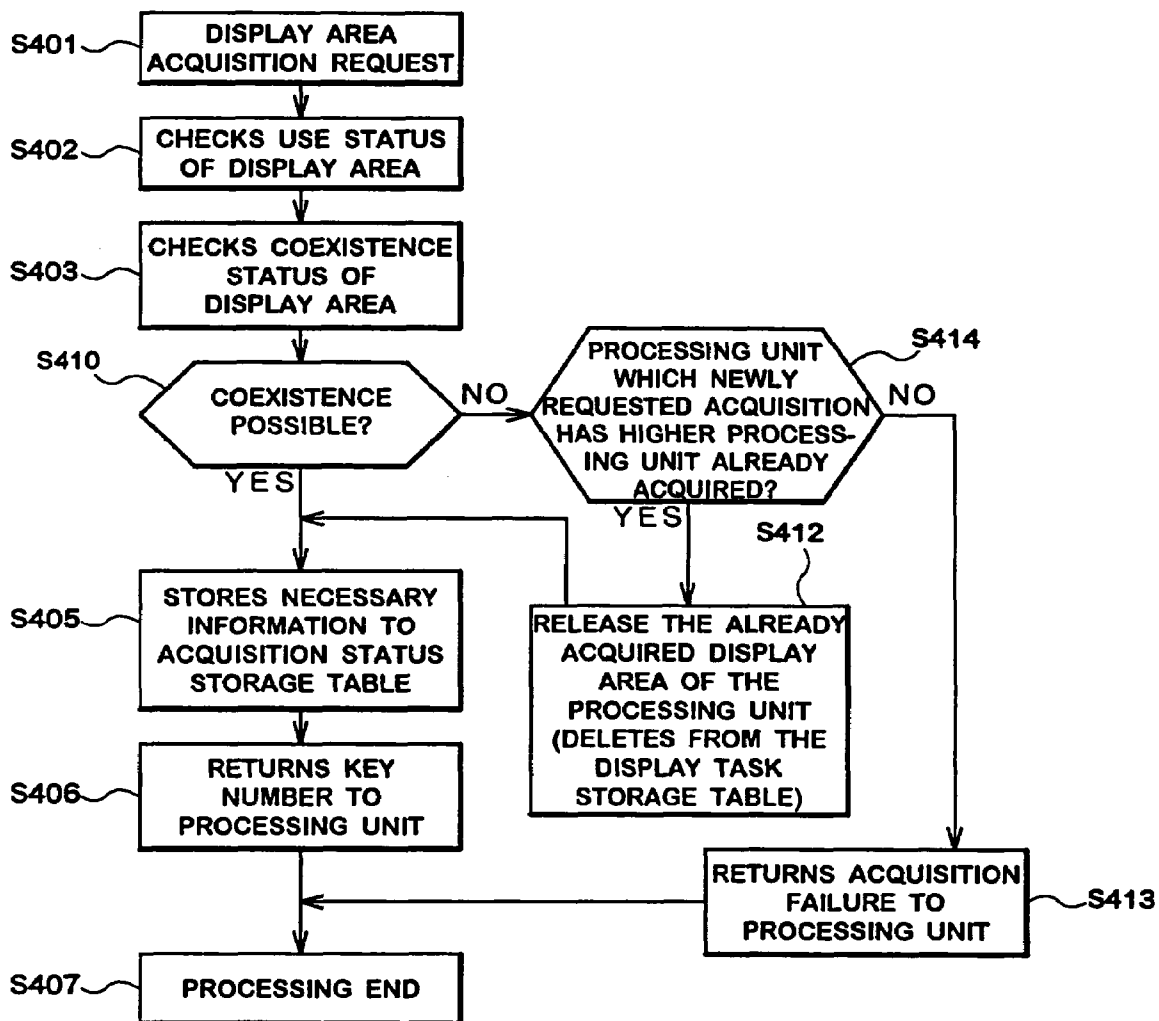 S401
DISPLAY AREA
ACQUISITION REQUEST
S402
CHECKS USE STATUS
OF DISPLAY AREA
S403
CHECKS COEXISTENCE
STATUS OF
DISPLAY AREA
S410
COEXISTENCE
POSSIBLE?
NO
YES
S414
PROCESSING UNIT
WHICH NEWLY
REQUESTED ACQUISITION
HAS HIGHER PROCESS-
ING UNIT ALREADY
ACQUIRED?
NO
YES
S412
RELEASE THE ALREADY
ACQUIRED DISPLAY
AREA OF THE
PROCESSING UNIT
(DELETES FROM THE
DISPLAY TASK
STORAGE TABLE)
S405
STORES NECESSARY
INFORMATION TO
ACQUISITION STATUS
STORAGE TABLE
S406
RETURNS KEY
NUMBER TO
PROCESSING UNIT
RETURNS ACQUISITION
FAILURE TO
PROCESSING UNIT
S413
S407
PROCESSING END